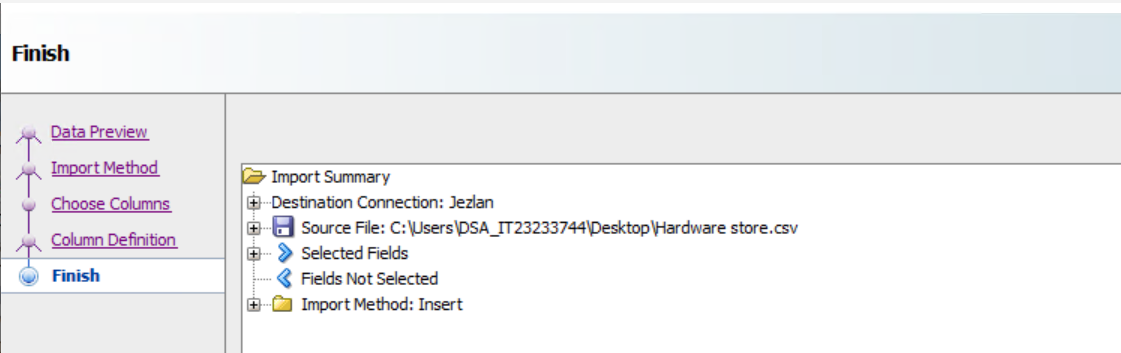 Finish
Data Preview
Import Method
Choose Columns
Column Definition
Finish
Import Summary
Destination Connection: Jezlan
Source File: C:\Users\DSA_IT23233744\Desktop\Hardware store.csv
Selected Fields
Fields Not Selected
Import Method: Insert